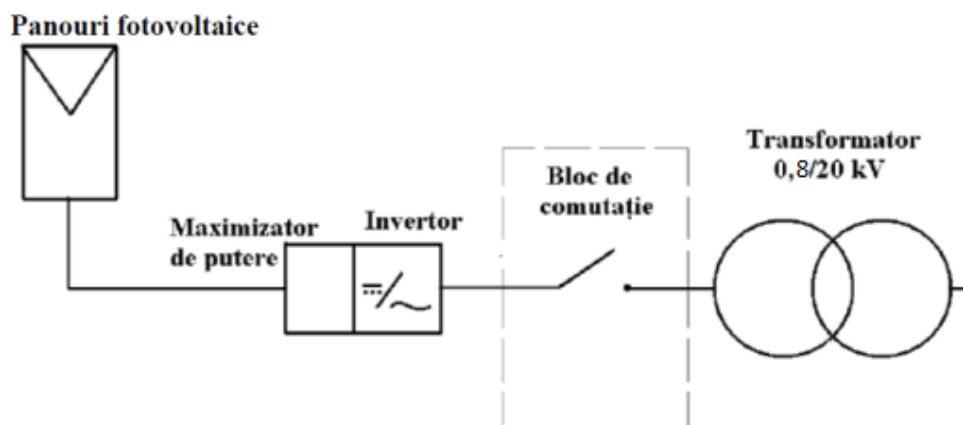 Panouri fotovoltaice
Transformator
0,8/20 kV
Bloc de
comutație
Maximizator
de putere
Invertor